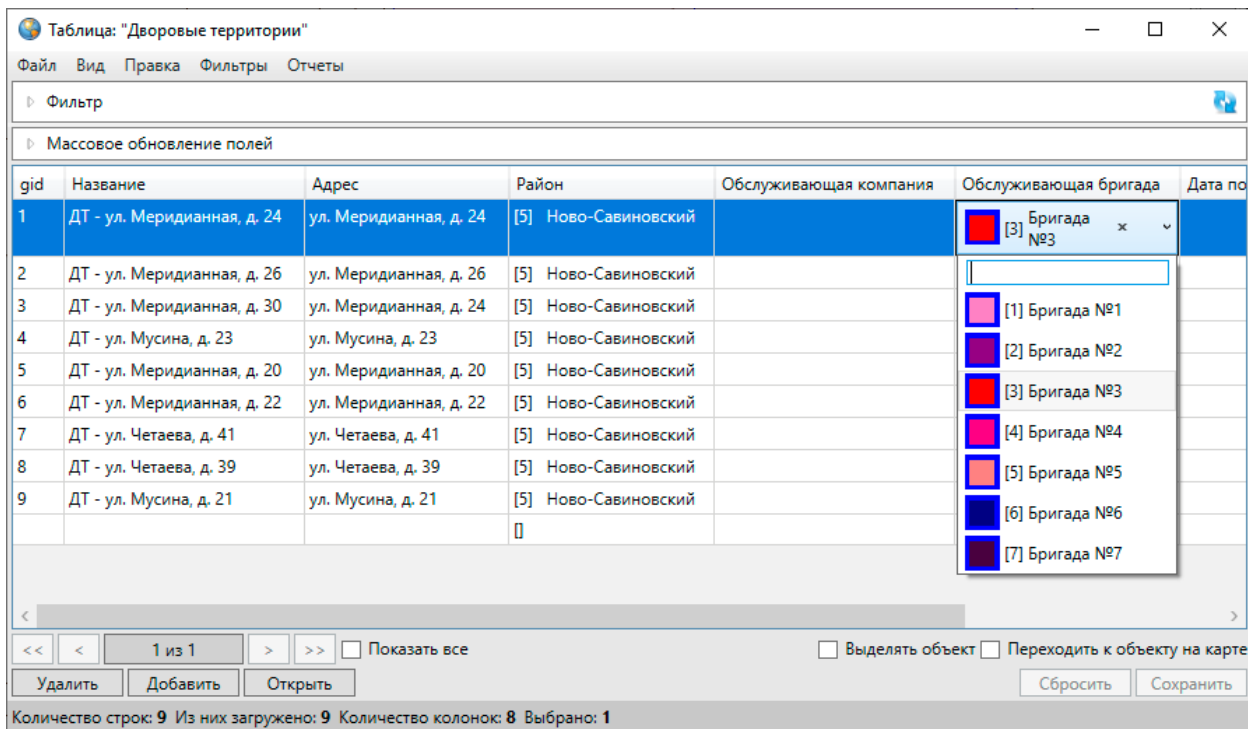 Таблица: "Дворовые территории"
Файл Вид Правка Фильтры Отчеты
Фильтр
Массовое обновление полей
gid Название Адрес Район Обслуживающая компания Обслуживающая бригада Дата по
1 ДТ - ул. Меридианная, д. 24 ул. Меридианная, д. 24 [5] Ново-Савиновский [3] Бригада №3
2 ДТ - ул. Меридианная, д. 26 ул. Меридианная, д. 26 [5] Ново-Савиновский
3 ДТ - ул. Меридианная, д. 30 ул. Меридианная, д. 24 [5] Ново-Савиновский
4 ДТ - ул. Мусина, д. 23 ул. Мусина, д. 23 [5] Ново-Савиновский
5 ДТ - ул. Меридианная, д. 20 ул. Меридианная, д. 20 [5] Ново-Савиновский
6 ДТ - ул. Меридианная, д. 22 ул. Меридианная, д. 22 [5] Ново-Савиновский
7 ДТ - ул. Четаева, д. 41 ул. Четаева, д. 41 [5] Ново-Савиновский
8 ДТ - ул. Четаева, д. 39 ул. Четаева, д. 39 [5] Ново-Савиновский
9 ДТ - ул. Мусина, д. 21 ул. Мусина, д. 21 [5] Ново-Савиновский
[]
[1] Бригада №1
[2] Бригада №2
[3] Бригада №3
[4] Бригада №4
[5] Бригада №5
[6] Бригада №6
[7] Бригада №7
<< < 1 из 1 > >> Показать все Выделять объект Переходить к объекту на карте
Удалить Добавить Открыть Сбросить Сохранить
Количество строк: 9 Из них загружено: 9 Количество колонок: 8 Выбрано: 1